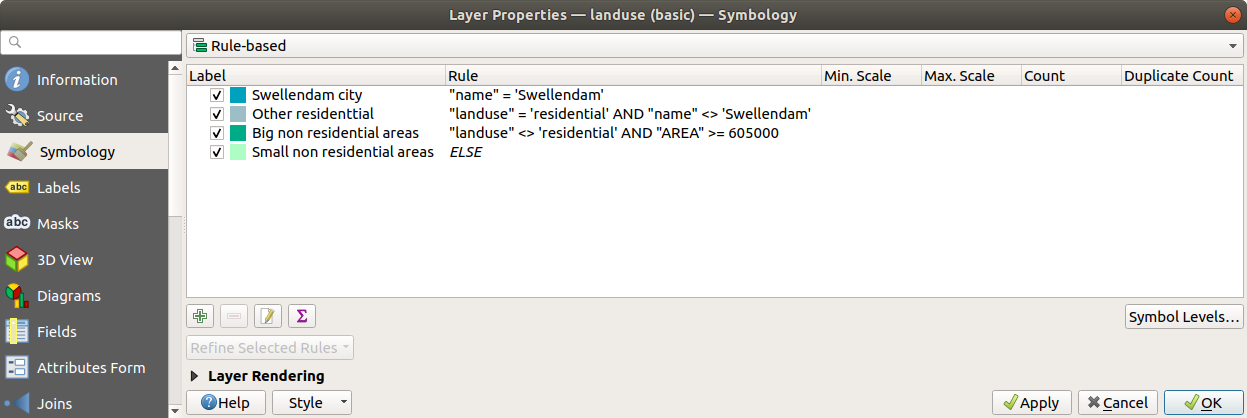 Layer Properties — landuse (basic) — Symbology
Information
Source
Symbology
abc Labels
abc Masks
3D View
Diagrams
Fields
Attributes Form
Joins
Rule-based
Label Rule Min. Scale Max. Scale Count Duplicate Count
Swellendam city "name" = 'Swellendam'
Other residenttial "landuse" = 'residential' AND "name" <> 'Swellendam'
Big non residential areas "landuse" <> 'residential' AND "AREA" >= 605000
Small non residential areas ELSE
Σ Symbol Levels...
Refine Selected Rules
Layer Rendering
Help Style Apply Cancel OK